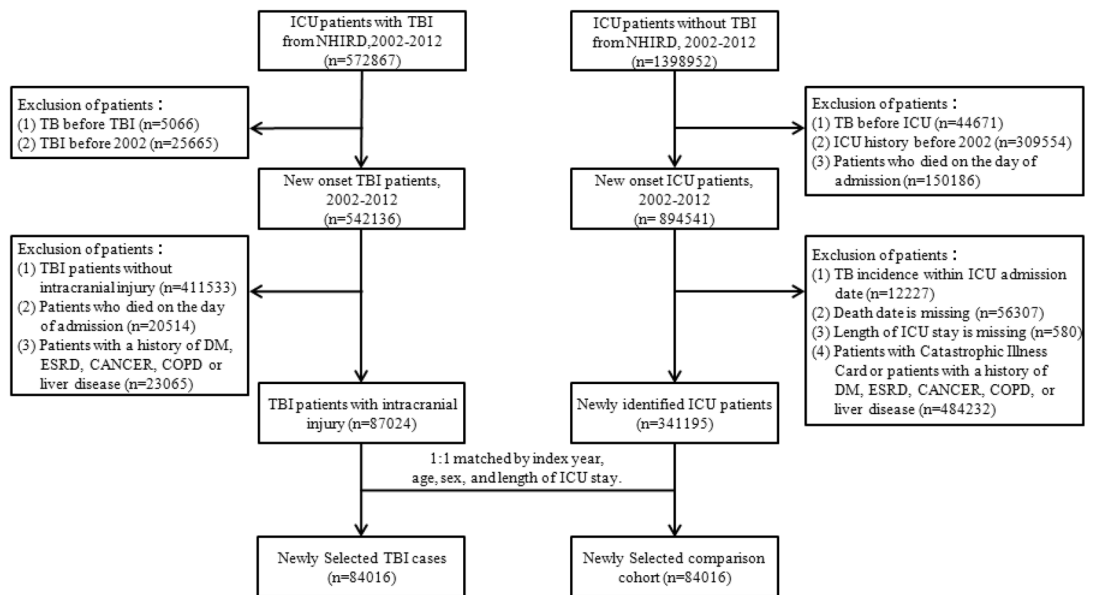 ICU patients with TBI
from NHIRD,2002-2012
(n=572867)
ICU patients without TBI
from NHIRD, 2002-2012
(n=1398952)
Exclusion of patients：
(1) TB before TBI (n=5066)
(2) TBI before 2002 (n=25665)
Exclusion of patients：
(1) TB before ICU (n=44671)
(2) ICU history before 2002 (n=309554)
(3) Patients who died on the day of
admission (n=150186)
New onset TBI patients,
2002-2012
(n=542136)
New onset ICU patients,
2002-2012
(n= 894541)
Exclusion of patients：
(1) TBI patients without
intracranial injury (n=411533)
(2) Patients who died on the day
of admission (n=20514)
(3) Patients with a history of DM,
ESRD, CANCER, COPD or
liver disease (n=23065)
Exclusion of patients：
(1) TB incidence within ICU admission
date (n=12227)
(2) Death date is missing (n=56307)
(3) Length of ICU stay is missing (n=580)
(4) Patients with Catastrophic Illness
Card or patients with a history of
DM, ESRD, CANCER, COPD, or
liver disease (n=484232)
TBI patients with intracranial
injury (n=87024)
Newly identified ICU patients
(n=341195)
1:1 matched by index year,
age, sex, and length of ICU stay.
Newly Selected TBI cases
(n=84016)
Newly Selected comparison
cohort (n=84016)